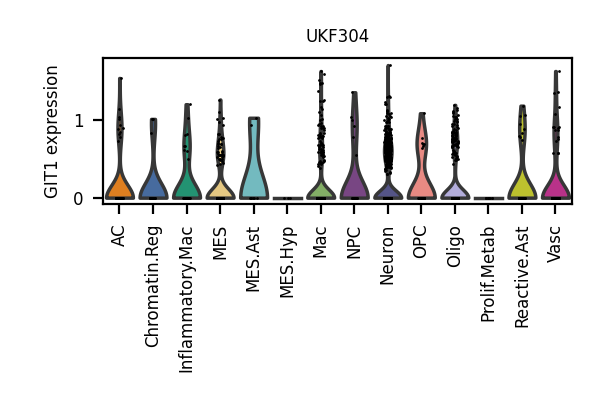 UKF304
GIT1 expression
1
0
AC
Chromatin.Reg
Inflammatory.Mac
MES
MES.Ast
MES.Hyp
Mac
NPC
Neuron
OPC
Oligo
Prolif.Metab
Reactive.Ast
Vasc